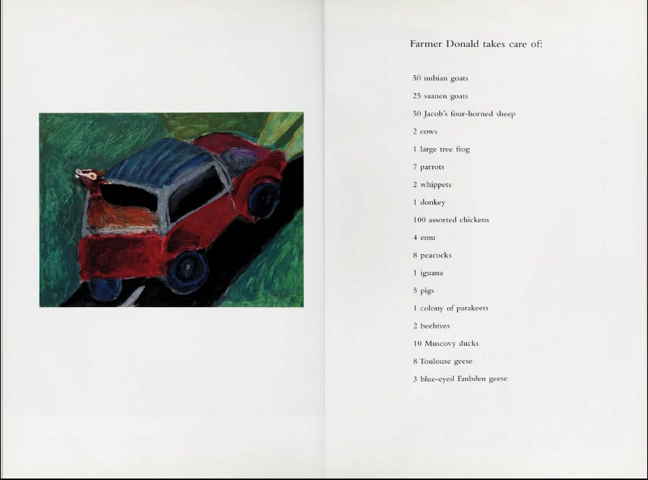 Farmer Donald takes care of:
50 nubian goats
25 saanen goats
50 Jacob's four-horned sheep
2 cows
1 large tree frog
7 parrots
2 whippets
1 donkey
100 assorted chickens
4 emu
8 peacocks
1 iguana
5 pigs
1 colony of parakeets
2 beehives
10 Muscovy ducks
8 Toulouse geese
3 blue-eyed Embden geese